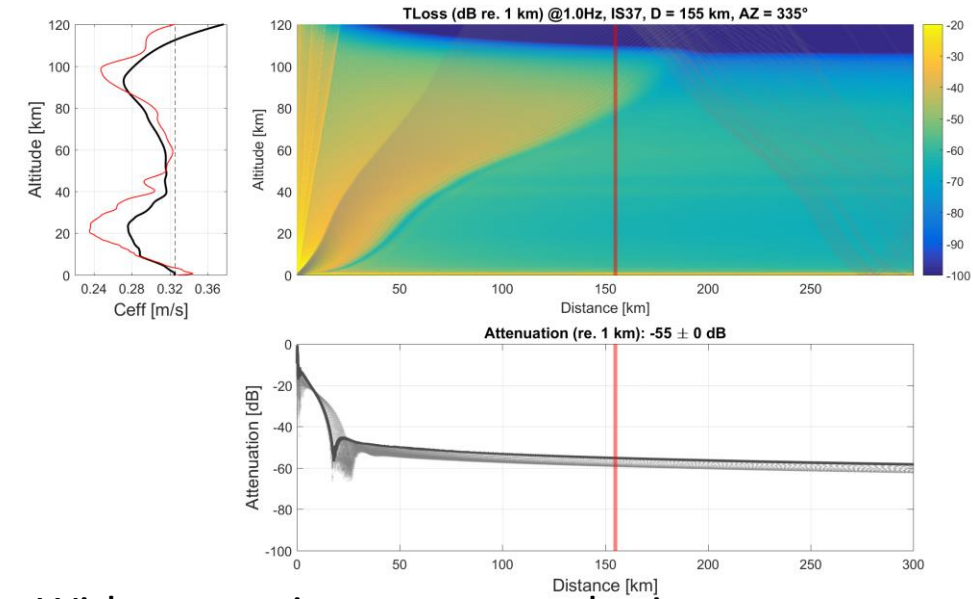 TLoss (dB re. 1 km) @1.0Hz, IS37, D = 155 km, AZ = 335°
120
100
80
60
40
20
0
Altitude [km]
0.24 0.28 0.32 0.36
Ceff [m/s]
120
100
80
60
40
20
0
Altitude [km]
50 100 150 200 250
Distance [km]
-20
-30
-40
-50
-60
-70
-80
-90
-100
Attenuation (re. 1 km): -55 ± 0 dB
0
-20
-40
-60
-80
-100
Attenuation [dB]
0 50 100 150 200 250 300
Distance [km]